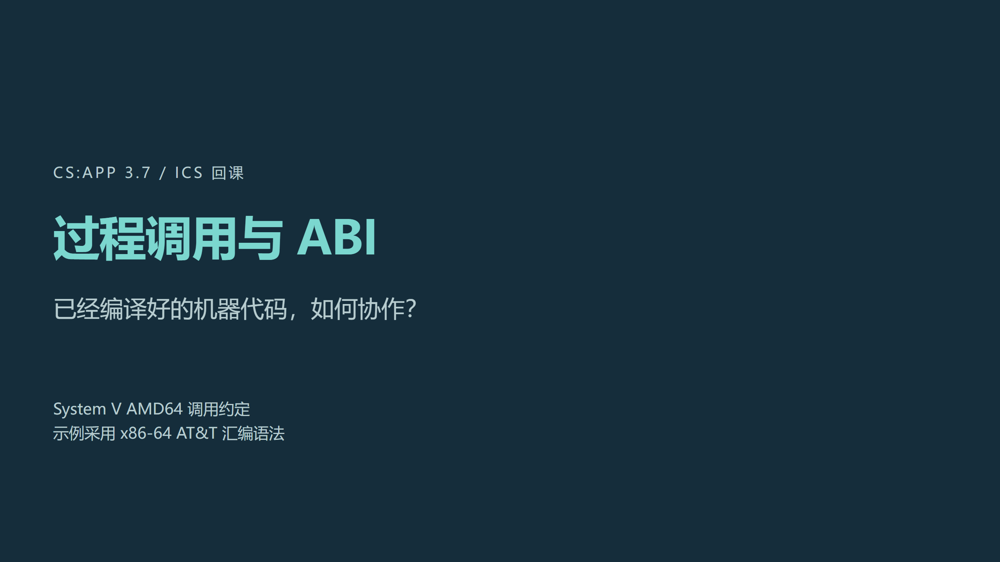 CS:APP 3.7 / ICS 回课
过程调用与 ABI
已经编译好的机器代码，如何协作？
System V AMD64 调用约定
示例采用 x86-64 AT&T 汇编语法